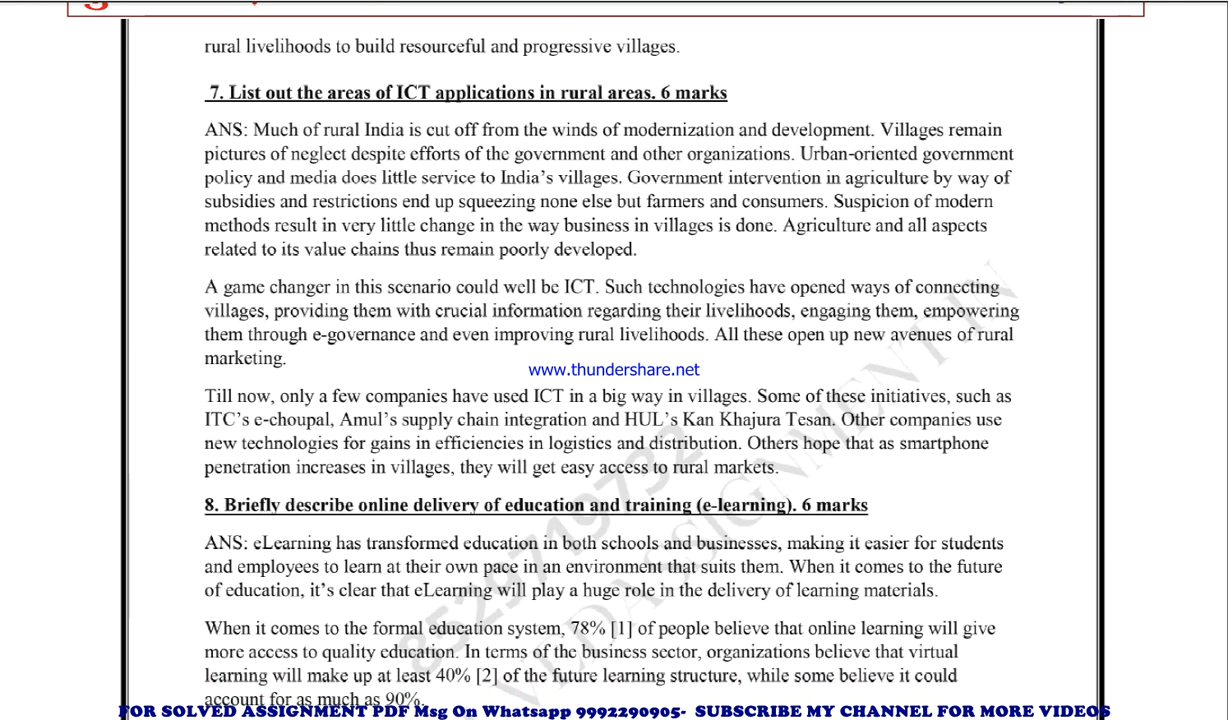 rural livelihoods to build resourceful and progressive villages.
7. List out the areas of ICT applications in rural areas. 6 marks
ANS: Much of rural India is cut off from the winds of modernization and development. Villages remain
pictures of neglect despite efforts of the government and other organizations. Urban-oriented government
policy and media does little service to India's villages. Government intervention in agriculture by way of
subsidies and restrictions end up squeezing none else but farmers and consumers. Suspicion of modern
methods result in very little change in the way business in villages is done. Agriculture and all aspects
related to its value chains thus remain poorly developed.
A game changer in this scenario could well be ICT. Such technologies have opened ways of connecting
villages, providing them with crucial information regarding their livelihoods, engaging them, empowering
them through e-governance and even improving rural livelihoods. All these open up new avenues of rural
marketing.
www.thundershare.net
Till now, only a few companies have used ICT in a big way in villages. Some of these initiatives, such as
ITC's e-choupal, Amul's supply chain integration and HUL's Kan Khajura Tesan. Other companies use
new technologies for gains in efficiencies in logistics and distribution. Others hope that as smartphone
penetration increases in villages, they will get easy access to rural markets.
8. Briefly describe online delivery of education and training (e-learning). 6 marks
ANS: eLearning has transformed education in both schools and businesses, making it easier for students
and employees to learn at their own pace in an environment that suits them. When it comes to the future
of education, it's clear that eLearning will play a huge role in the delivery of learning materials.
When it comes to the formal education system, 78% [1] of people believe that online learning will give
more access to quality education. In terms of the business sector, organizations believe that virtual
learning will make up at least 40% [2] of the future learning structure, while some believe it could
account for as much as 90%.
8529719732
VEDASSIGNMENT IN
FOR SOLVED ASSIGNMENT PDF Msg On Whatsapp 9992290905- SUBSCRIBE MY CHANNEL FOR MORE VIDEOS